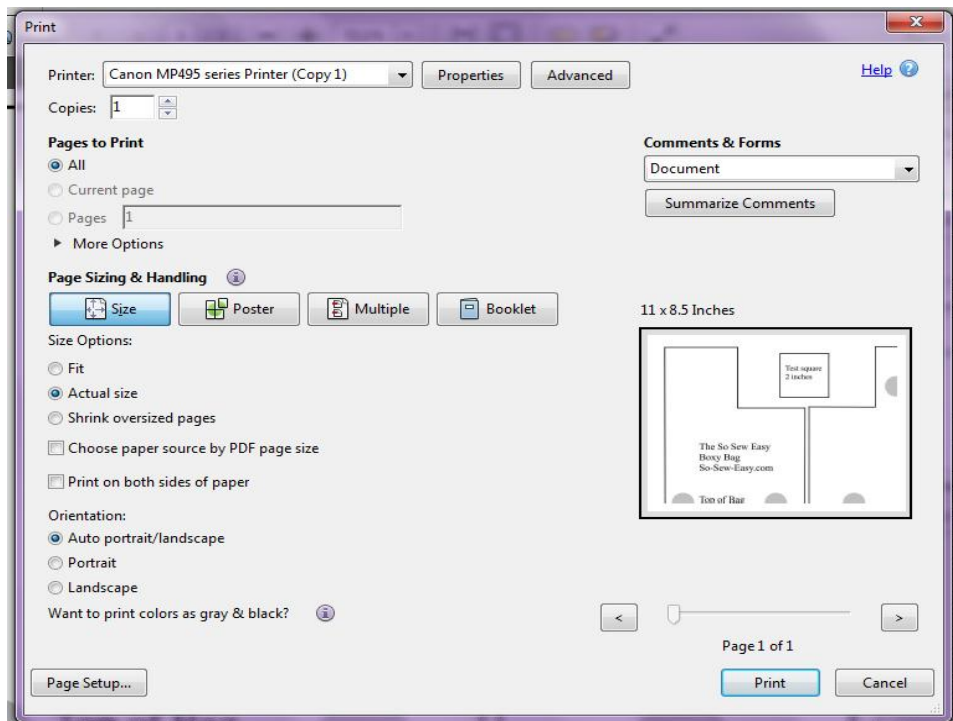 Print
Printer: Canon MP495 series Printer (Copy 1) Properties Advanced Help
Copies: 1
Pages to Print
All
Current page
Pages 1
More Options
Comments & Forms
Document
Summarize Comments
Page Sizing & Handling
Size Poster Multiple Booklet
Size Options:
Fit
Actual size
Shrink oversized pages
Choose paper source by PDF page size
Print on both sides of paper
Orientation:
Auto portrait/landscape
Portrait
Landscape
Want to print colors as gray & black?
11 x 8.5 Inches
Test square
2 inches
The So Sew Easy
Boxy Bag
So-Sew-Easy.com
Top of Bag
< >
Page 1 of 1
Page Setup... Print Cancel